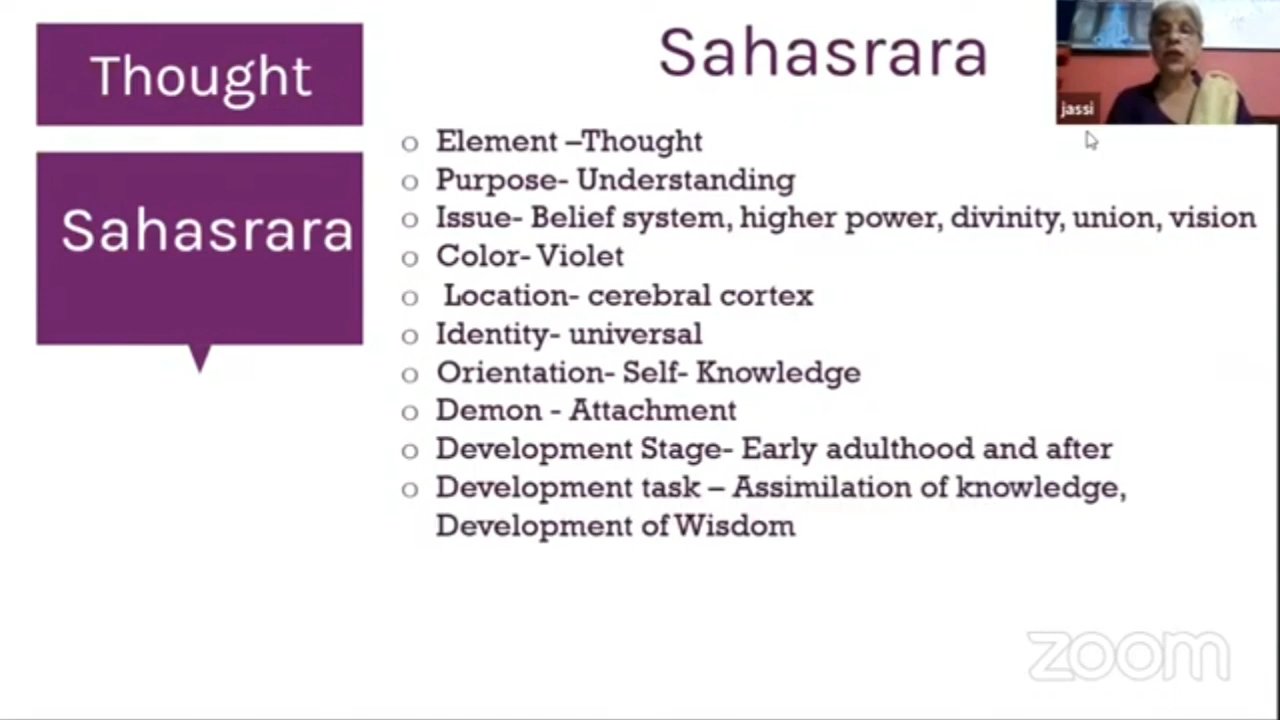 Thought
Sahasrara
Sahasrara
o Element –Thought
o Purpose- Understanding
o Issue- Belief system, higher power, divinity, union, vision
o Color- Violet
o Location- cerebral cortex
o Identity- universal
o Orientation- Self- Knowledge
o Demon - Attachment
o Development Stage- Early adulthood and after
o Development task – Assimilation of knowledge,
Development of Wisdom
jassi
zoom